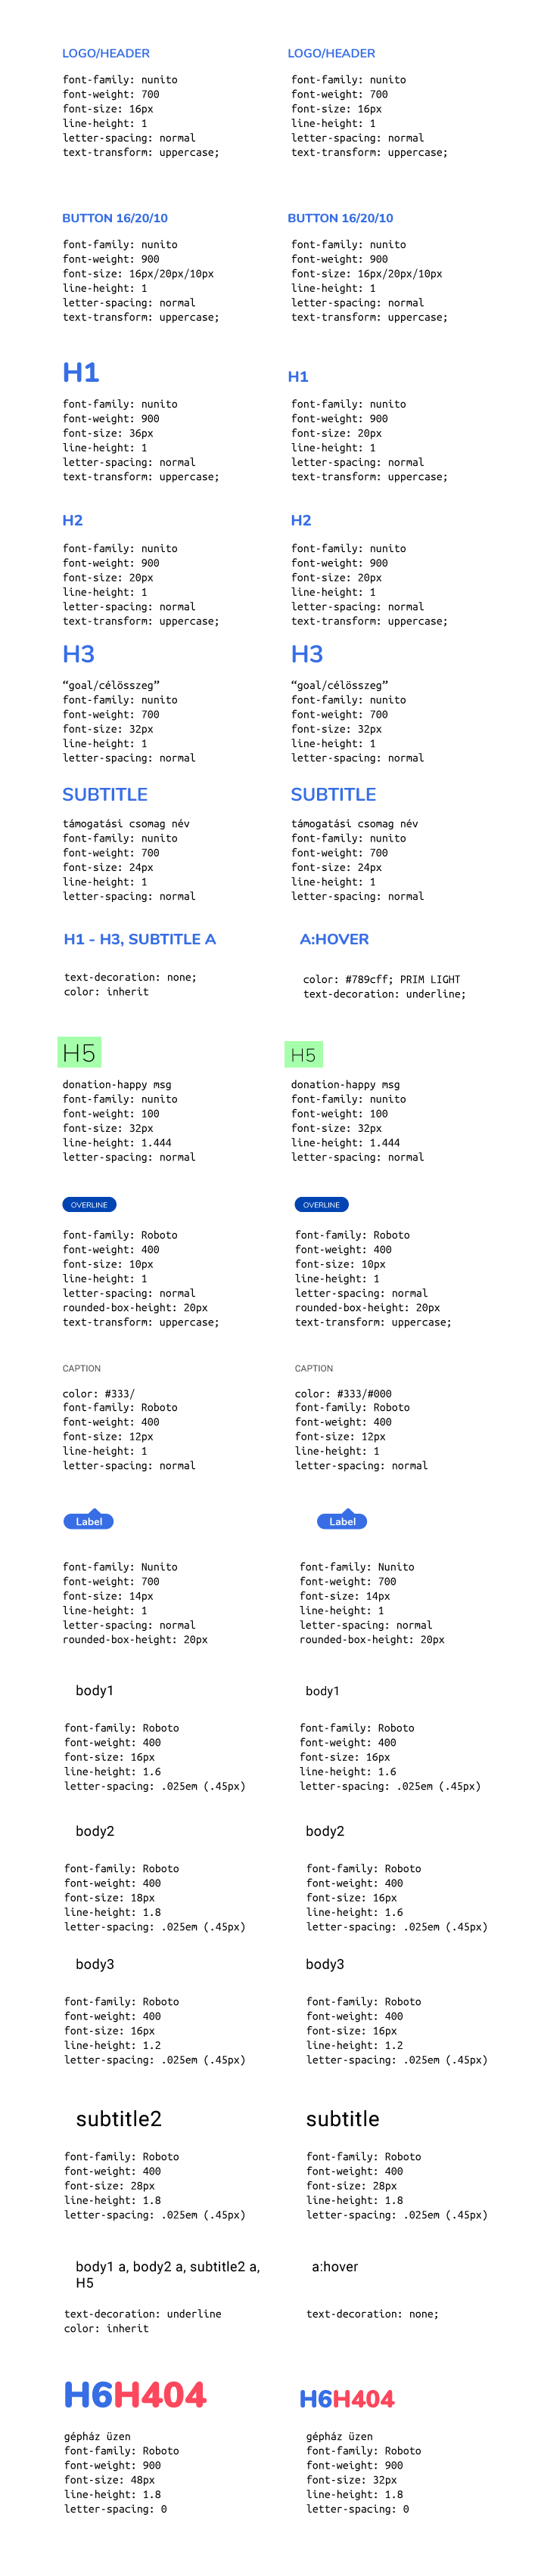 LOGO/HEADER
font-family: nunito
font-weight: 700
font-size: 16px
line-height: 1
letter-spacing: normal
text-transform: uppercase;
LOGO/HEADER
font-family: nunito
font-weight: 700
font-size: 16px
line-height: 1
letter-spacing: normal
text-transform: uppercase;
BUTTON 16/20/10
font-family: nunito
font-weight: 900
font-size: 16px/20px/10px
line-height: 1
letter-spacing: normal
text-transform: uppercase;
BUTTON 16/20/10
font-family: nunito
font-weight: 900
font-size: 16px/20px/10px
line-height: 1
letter-spacing: normal
text-transform: uppercase;
H1
font-family: nunito
font-weight: 900
font-size: 36px
line-height: 1
letter-spacing: normal
text-transform: uppercase;
H1
font-family: nunito
font-weight: 900
font-size: 20px
line-height: 1
letter-spacing: normal
text-transform: uppercase;
H2
font-family: nunito
font-weight: 900
font-size: 20px
line-height: 1
letter-spacing: normal
text-transform: uppercase;
H2
font-family: nunito
font-weight: 900
font-size: 20px
line-height: 1
letter-spacing: normal
text-transform: uppercase;
H3
“goal/célösszeg”
font-family: nunito
font-weight: 700
font-size: 32px
line-height: 1
letter-spacing: normal
H3
“goal/célösszeg”
font-family: nunito
font-weight: 700
font-size: 32px
line-height: 1
letter-spacing: normal
SUBTITLE
támogatási csomag név
font-family: nunito
font-weight: 700
font-size: 24px
line-height: 1
letter-spacing: normal
SUBTITLE
támogatási csomag név
font-family: nunito
font-weight: 700
font-size: 24px
line-height: 1
letter-spacing: normal
H1 - H3, SUBTITLE A
text-decoration: none;
color: inherit
A:HOVER
color: #789cff; PRIM LIGHT
text-decoration: underline;
H5
donation-happy msg
font-family: nunito
font-weight: 100
font-size: 32px
line-height: 1.444
letter-spacing: normal
H5
donation-happy msg
font-family: nunito
font-weight: 100
font-size: 32px
line-height: 1.444
letter-spacing: normal
OVERLINE
font-family: Roboto
font-weight: 400
font-size: 10px
line-height: 1
letter-spacing: normal
rounded-box-height: 20px
text-transform: uppercase;
OVERLINE
font-family: Roboto
font-weight: 400
font-size: 10px
line-height: 1
letter-spacing: normal
rounded-box-height: 20px
text-transform: uppercase;
CAPTION
color: #333/
font-family: Roboto
font-weight: 400
font-size: 12px
line-height: 1
letter-spacing: normal
CAPTION
color: #333/#000
font-family: Roboto
font-weight: 400
font-size: 12px
line-height: 1
letter-spacing: normal
Label
font-family: Nunito
font-weight: 700
font-size: 14px
line-height: 1
letter-spacing: normal
rounded-box-height: 20px
Label
font-family: Nunito
font-weight: 700
font-size: 14px
line-height: 1
letter-spacing: normal
rounded-box-height: 20px
body1
font-family: Roboto
font-weight: 400
font-size: 16px
line-height: 1.6
letter-spacing: .025em (.45px)
body1
font-family: Roboto
font-weight: 400
font-size: 16px
line-height: 1.6
letter-spacing: .025em (.45px)
body2
font-family: Roboto
font-weight: 400
font-size: 18px
line-height: 1.8
letter-spacing: .025em (.45px)
body2
font-family: Roboto
font-weight: 400
font-size: 16px
line-height: 1.6
letter-spacing: .025em (.45px)
body3
font-family: Roboto
font-weight: 400
font-size: 16px
line-height: 1.2
letter-spacing: .025em (.45px)
body3
font-family: Roboto
font-weight: 400
font-size: 16px
line-height: 1.2
letter-spacing: .025em (.45px)
subtitle2
font-family: Roboto
font-weight: 400
font-size: 28px
line-height: 1.8
letter-spacing: .025em (.45px)
subtitle
font-family: Roboto
font-weight: 400
font-size: 28px
line-height: 1.8
letter-spacing: .025em (.45px)
body1 a, body2 a, subtitle2 a,
H5
text-decoration: underline
color: inherit
a:hover
text-decoration: none;
H6H404
gépház üzen
font-family: Roboto
font-weight: 900
font-size: 48px
line-height: 1.8
letter-spacing: 0
H6H404
gépház üzen
font-family: Roboto
font-weight: 900
font-size: 32px
line-height: 1.8
letter-spacing: 0